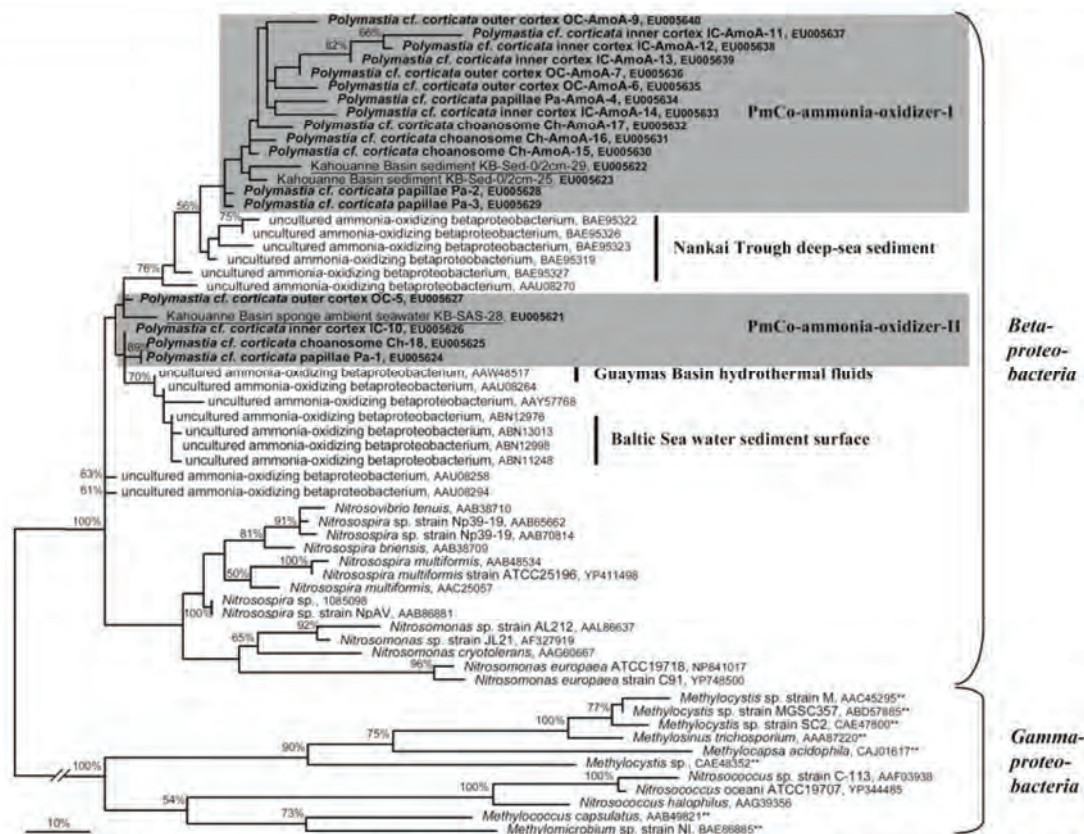 Polymastia cf. corticata outer cortex OC-AmoA-9, EU005640
66% Polymastia cf. corticata inner cortex IC-AmoA-11, EU005637
82% Polymastia cf. corticata inner cortex IC-AmoA-12, EU005638
Polymastia cf. corticata inner cortex IC-AmoA-13, EU005639
Polymastia cf. corticata outer cortex OC-AmoA-7, EU005636
Polymastia cf. corticata outer cortex OC-AmoA-6, EU005635
Polymastia cf. corticata papillae Pa-AmoA-4, EU005634
Polymastia cf. corticata inner cortex IC-AmoA-14, EU005633
PmCo-ammonia-oxidizer-I
Polymastia cf. corticata choanosome Ch-AmoA-17, EU005632
Polymastia cf. corticata choanosome Ch-AmoA-16, EU005631
Polymastia cf. corticata choanosome Ch-AmoA-15, EU005630
Kahouanne Basin sediment KB-Sed-0/2cm-29, EU005622
Kahouanne Basin sediment KB-Sed-0/2cm-25, EU005623
Polymastia cf. corticata papillae Pa-2, EU005628
Polymastia cf. corticata papillae Pa-3, EU005629
56%
75% uncultured ammonia-oxidizing betaproteobacterium, BAE95322
uncultured ammonia-oxidizing betaproteobacterium, BAE95326
uncultured ammonia-oxidizing betaproteobacterium, BAE95323
Nankai Trough deep-sea sediment
uncultured ammonia-oxidizing betaproteobacterium, BAE95319
76% uncultured ammonia-oxidizing betaproteobacterium, BAE95327
uncultured ammonia-oxidizing betaproteobacterium, AAU08270
Polymastia cf. corticata outer cortex OC-5, EU005627
Kahouanne Basin sponge ambient seawater KB-SAS-28, EU005621
PmCo-ammonia-oxidizer-II
Polymastia cf. corticata inner cortex IC-10, EU005626
Polymastia cf. corticata choanosome Ch-18, EU005625
89%
Polymastia cf. corticata papillae Pa-1, EU005624
Beta-
proteo-
bacteria
uncultured ammonia-oxidizing betaproteobacterium, AAW48517
Guaymas Basin hydrothermal fluids
70% uncultured ammonia-oxidizing betaproteobacterium, AAU08264
uncultured ammonia-oxidizing betaproteobacterium, AAY57768
uncultured ammonia-oxidizing betaproteobacterium, ABN12976
uncultured ammonia-oxidizing betaproteobacterium, ABN13013
Baltic Sea water sediment surface
uncultured ammonia-oxidizing betaproteobacterium, ABN12998
uncultured ammonia-oxidizing betaproteobacterium, ABN11248
63% uncultured ammonia-oxidizing betaproteobacterium, AAU08258
61% uncultured ammonia-oxidizing betaproteobacterium, AAU08294
100%
Nitrosovibrio tenuis, AAB38710
91% Nitrosospira sp. strain Np39-19, AAB65662
81% Nitrosospira sp. strain Np39-19, AAB70814
Nitrosospira briensis, AAB38709
100% Nitrosospira multiformis, AAB48534
50% Nitrosospira multiformis strain ATCC25196, YP411498
Nitrosospira multiformis, AAC25057
Nitrosospira sp., 1085098
100% Nitrosospira sp. strain NpAV, AAB86881
92% Nitrosomonas sp. strain AL212, AAL86637
65% Nitrosomonas sp. strain JL21, AF327919
Nitrosomonas cryotolerans, AAG60667
96% Nitrosomonas europaea ATCC19718, NP841017
Nitrosomonas europaea strain C91, YP748500
Methylocystis sp. strain M, AAC45295**
77% Methylocystis sp. strain MGSC357, ABD57885**
100% Methylocystis sp. strain SC2, CAE47800**
75% Methylosinus trichosporium, AAA87220**
90% Methylocapsa acidophila, CAJ01617**
Methylocystis sp., CAE48352**
100%
100% Nitrosococcus sp. strain C-113, AAF03938
100% Nitrosococcus oceani ATCC19707, YP344485
54% Nitrosococcus halophilus, AAG39356
Methylococcus capsulatus, AAB49821**
73%
Methylomicrobium sp. strain NI, BAE86885**
Gamma-
proteo-
bacteria
10%